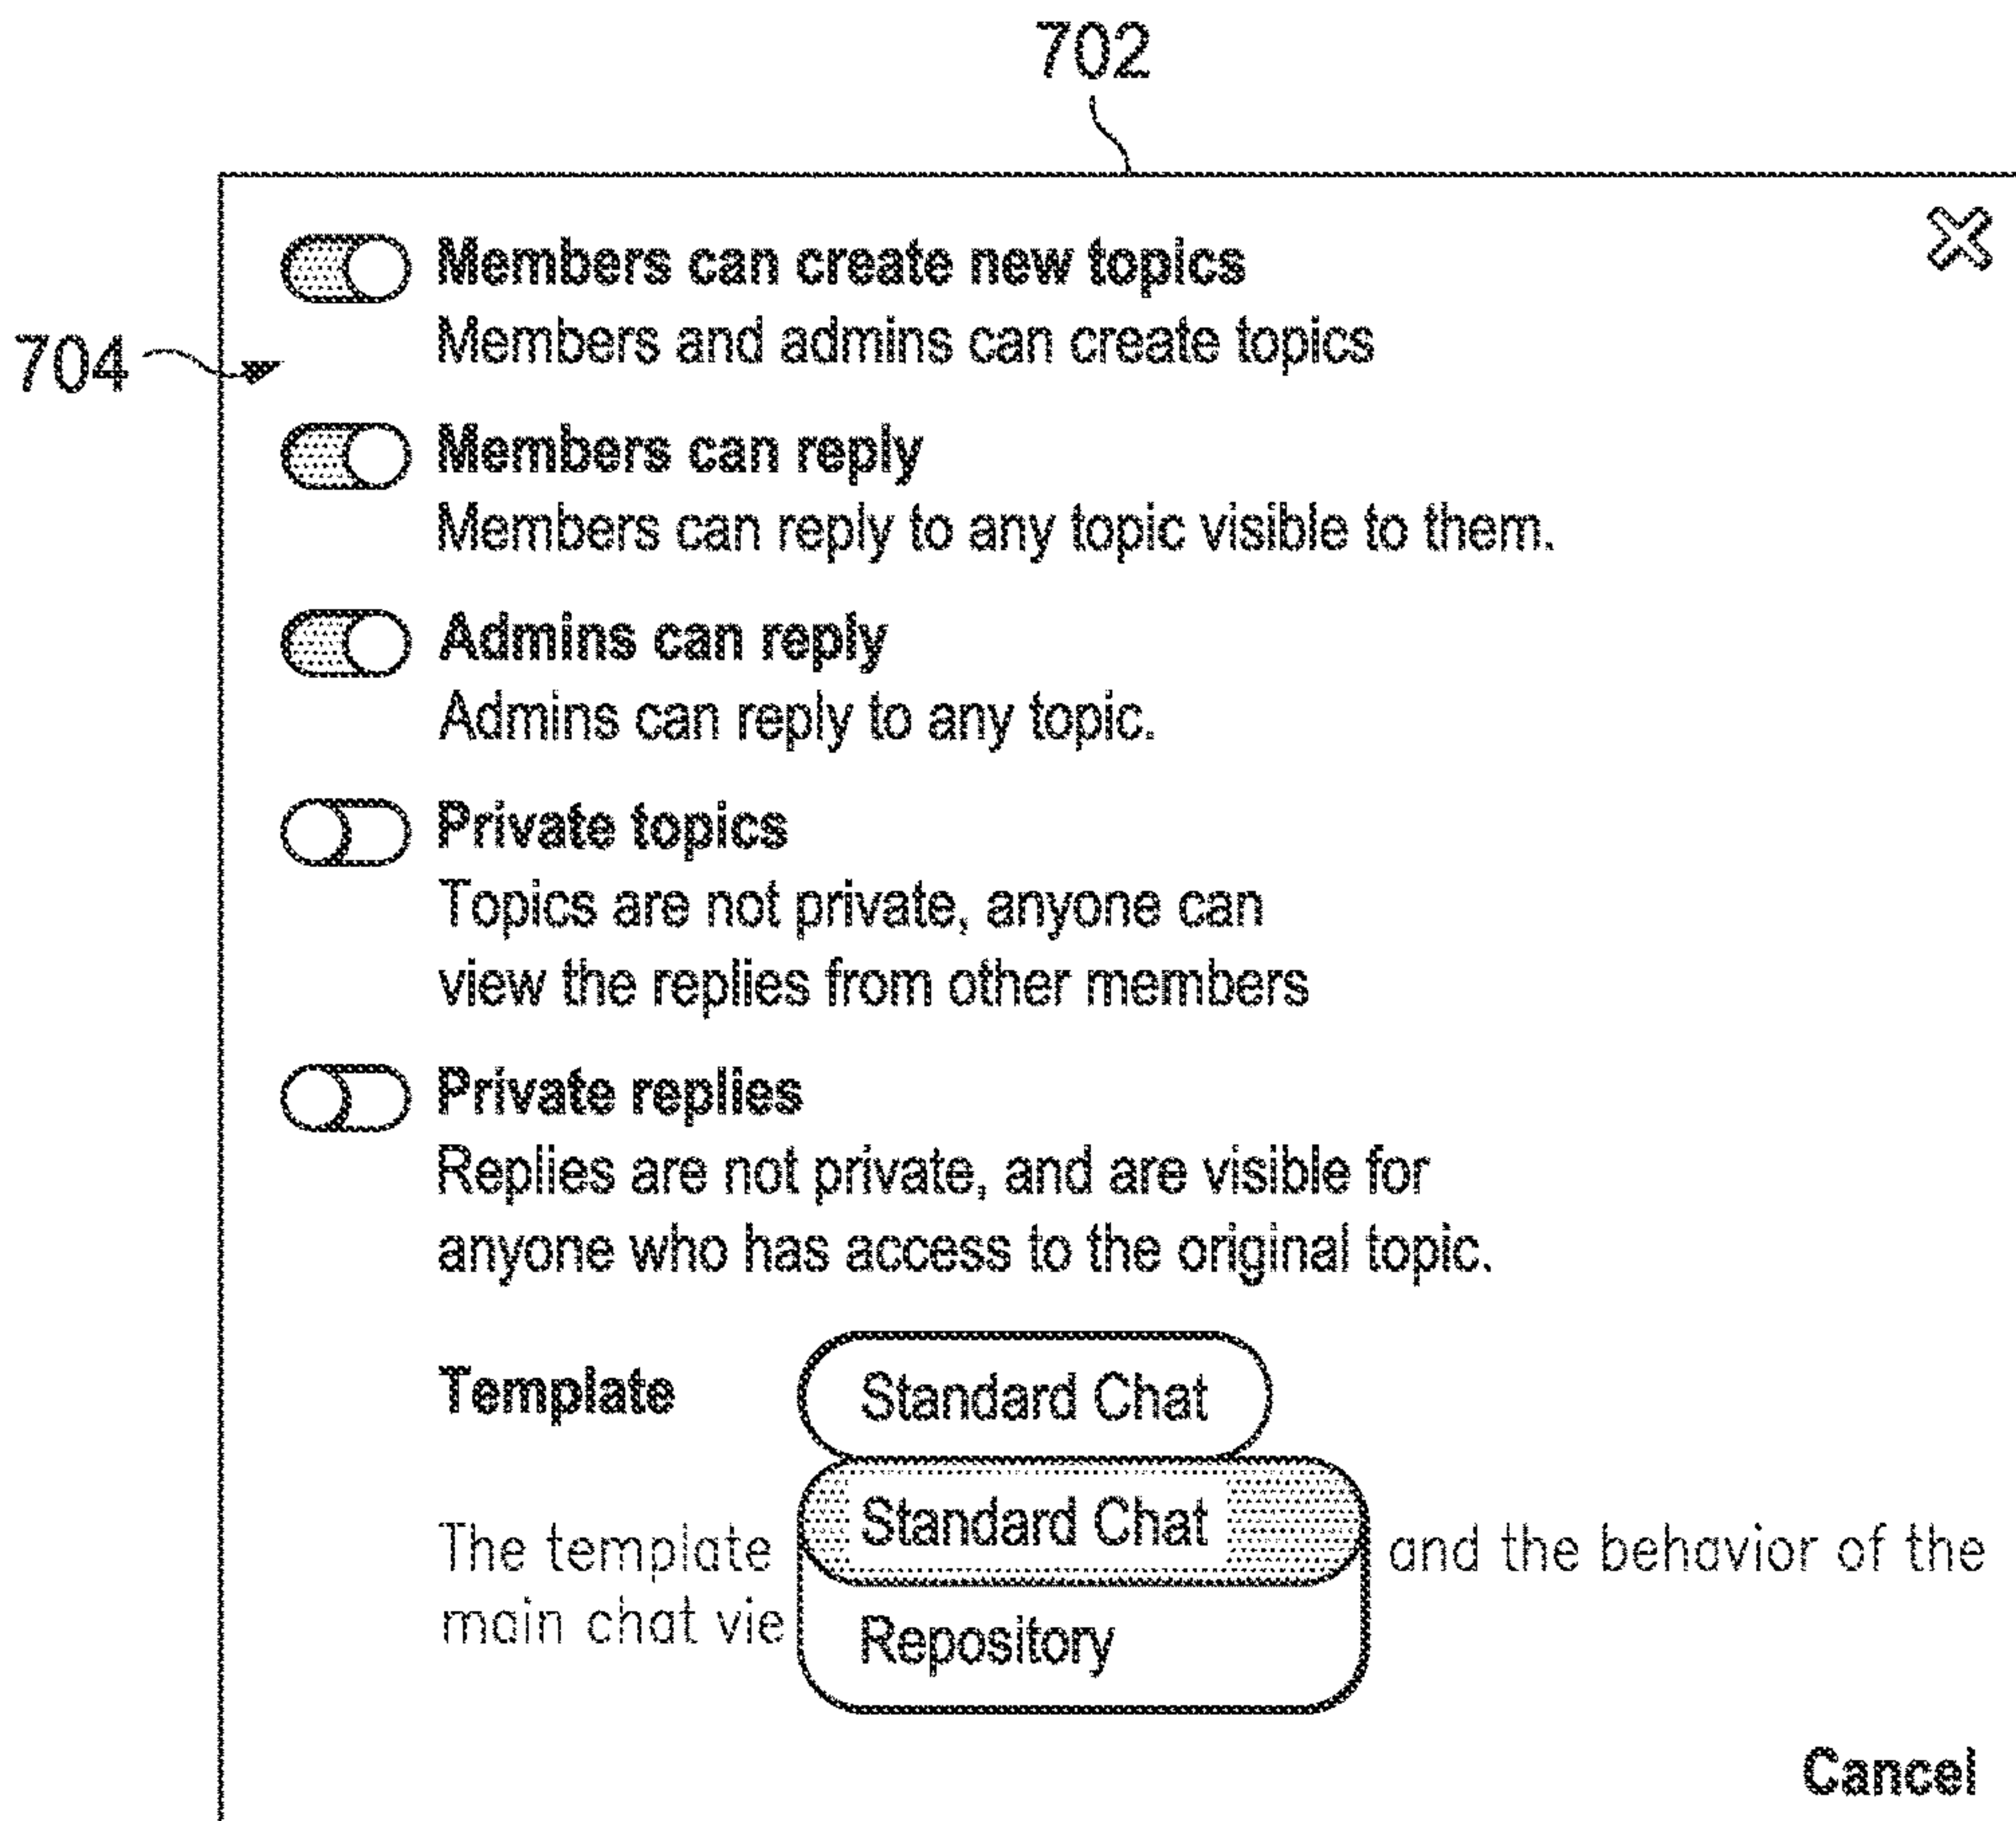 702
704
Members can create new topics
Members and admins can create topics
Members can reply
Members can reply to any topic visible to them.
Admins can reply
Admins can reply to any topic.
Private topics
Topics are not private, anyone can
view the replies from other members
Private replies
Replies are not private, and are visible for
anyone who has access to the original topic.
Template Standard Chat
Standard Chat
The template and the behavior of the
main chat vie
Repository
Cancel